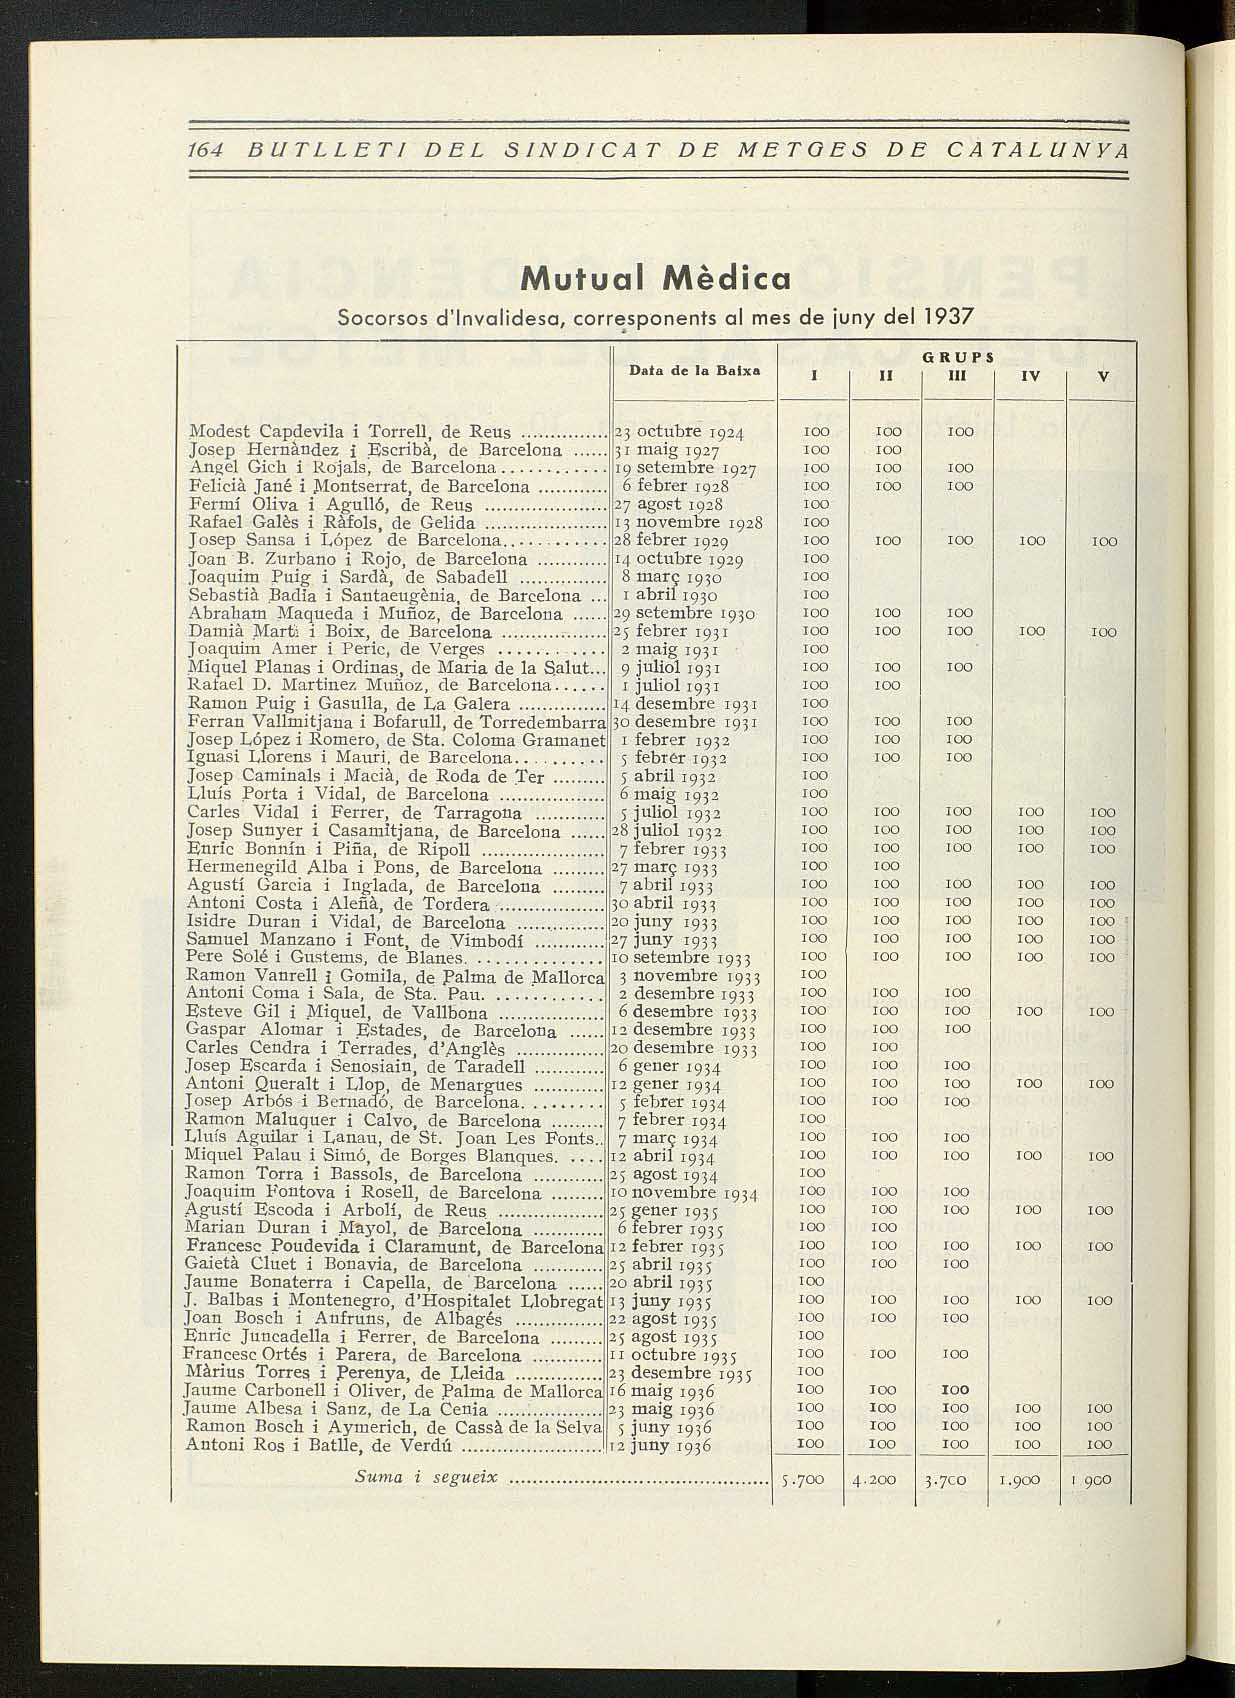 164 BUTLLETI DEL SINDICAT DE METGES DE CATALUNYA
Mutual Mèdica
Socorsos d'Invalidesa, corresponents al mes de juny del 1937
Data de la Baixa
GRUPS
I II III IV V
Modest Capdevila i Torrell, de Reus ............... 23 octubre 1924 100 100 100
Josep Hernàndez i Escribà, de Barcelona ...... 31 maig 1927 100 100
Angel Gich i Rojals, de Barcelona ............ 19 setembre 1927 100 100 100
Felicià Jané i Montserrat, de Barcelona ............ 6 febrer 1928 100 100 100
Fermí Oliva i Agulló, de Reus ..................... 27 agost 1928 100
Rafael Galès i Ràfols, de Gelida ..................... 13 novembre 1928 100
Josep Sansa i López de Barcelona............ 28 febrer 1929 100 100 100 100 100
Joan B. Zurbano i Rojo, de Barcelona ............ 14 octubre 1929 100
Joaquim Puig i Sardà, de Sabadell ............... 8 març 1930 100
Sebastià Badia i Santaeugènia, de Barcelona ... 1 abril 1930 100
Abraham Maqueda i Muñoz, de Barcelona ...... 29 setembre 1930 100 100 100
Damià Martì i Boix, de Barcelona .................. 25 febrer 1931 100 100 100 100 100
Joaquim Amer i Peric, de Verges ............ 2 maig 1931 100
Miquel Planas i Ordinas, de Maria de la Salut... 9 juliol 1931 100 100 100
Rafael D. Martinez Muñoz, de Barcelona...... 1 juliol 1931 100 100
Ramon Puig i Gasulla, de La Galera ............... 14 desembre 1931 100
Ferran Vallmitjana i Bofarull, de Torredembarra 30 desembre 1931 100 100 100
Josep López i Romero, de Sta. Coloma Gramanet 1 febrer 1932 100 100 100
Ignasi Llorens i Mauri, de Barcelona.......... 5 febrer 1932 100 100 100
Josep Caminals i Macià, de Roda de Ter ......... 5 abril 1932 100
Lluís Porta i Vidal, de Barcelona .................. 6 maig 1932 100
Carles Vidal i Ferrer, de Tarragona ............ 5 juliol 1932 100 100 100 100 100
Josep Sunyer i Casamitjana, de Barcelona ...... 28 juliol 1932 100 100 100 100 100
Enric Bonnín i Piña, de Ripoll ..................... 7 febrer 1933 100 100 100 100 100
Hermenegild Alba i Pons, de Barcelona ......... 27 març 1933 100 100
Agustí Garcia i Inglada, de Barcelona ......... 7 abril 1933 100 100 100 100 100
Antoni Costa i Aleñà, de Tordera .................. 30 abril 1933 100 100 100 100 100
Isidre Duran i Vidal, de Barcelona ............... 20 juny 1933 100 100 100 100 100
Samuel Manzano i Font, de Vimbodí ............ 27 juny 1933 100 100 100 100 100
Pere Solé i Gustems, de Blanes............... 10 setembre 1933 100 100 100 100 100
Ramon Vanrell i Gomila, de Palma de Mallorca 3 novembre 1933 100
Antoni Coma i Sala, de Sta. Pau............. 2 desembre 1933 100 100 100
Esteve Gil i Miquel, de Vallbona .................. 6 desembre 1933 100 100 100 100 100
Gaspar Alomar i Estades, de Barcelona ...... 12 desembre 1933 100 100 100
Carles Cendra i Terrades, d'Anglès ............... 20 desembre 1933 100 100
Josep Escarda i Senosiain, de Taradell ............ 6 gener 1934 100 100 100
Antoni Queralt i Llop, de Menargues ............ 12 gener 1934 100 100 100 100 100
Josep Arbós i Bernadó, de Barcelona.......... 5 febrer 1934 100 100 100
Ramon Maluquer i Calvo, de Barcelona ......... 7 febrer 1934 100
Lluís Aguilar i Lanau, de St. Joan Les Fonts.. 7 març 1934 100 100 100
Miquel Palau i Simó, de Borges Blanques..... 12 abril 1934 100 100 100 100 100
Ramon Torra i Bassols, de Barcelona ............ 25 agost 1934 100
Joaquim Fontova i Rosell, de Barcelona ......... 10 novembre 1934 100 100 100
Agustí Escoda i Arbolí, de Reus .................. 25 gener 1935 100 100 100 100 100
Marian Duran i Mayol, de Barcelona ............ 6 febrer 1935 100 100
Francesc Poudevida i Claramunt, de Barcelona 12 febrer 1935 100 100 100 100 100
Gaietà Cluet i Bonavia, de Barcelona ............ 25 abril 1935 100 100 100
Jaume Bonaterra i Capella, de Barcelona ...... 20 abril 1935 100
J. Balbas i Montenegro, d'Hospitalet Llobregat 13 juny 1935 100 100 100 100 100
Joan Bosch i Anfruns, de Albagés ............... 22 agost 1935 100 100 100
Enric Juncadella i Ferrer, de Barcelona ......... 25 agost 1935 100
Francesc Ortés i Parera, de Barcelona ............ 11 octubre 1935 100 100 100
Màrius Torres i Perenya, de Lleida ............... 23 desembre 1935 100
Jaume Carbonell i Oliver, de Palma de Mallorca 16 maig 1936 100 100 100
Jaume Albesa i Sanz, de La Cenia .................. 23 maig 1936 100 100 100 100 100
Ramon Bosch i Aymerich, de Cassà de la Selva 5 juny 1936 100 100 100 100 100
Antoni Ros i Batlle, de Verdú ........................ 12 juny 1936 100 100 100 100 100
Suma i segueix ............................................. 5.700 4.200 3.700 1.900 1 900